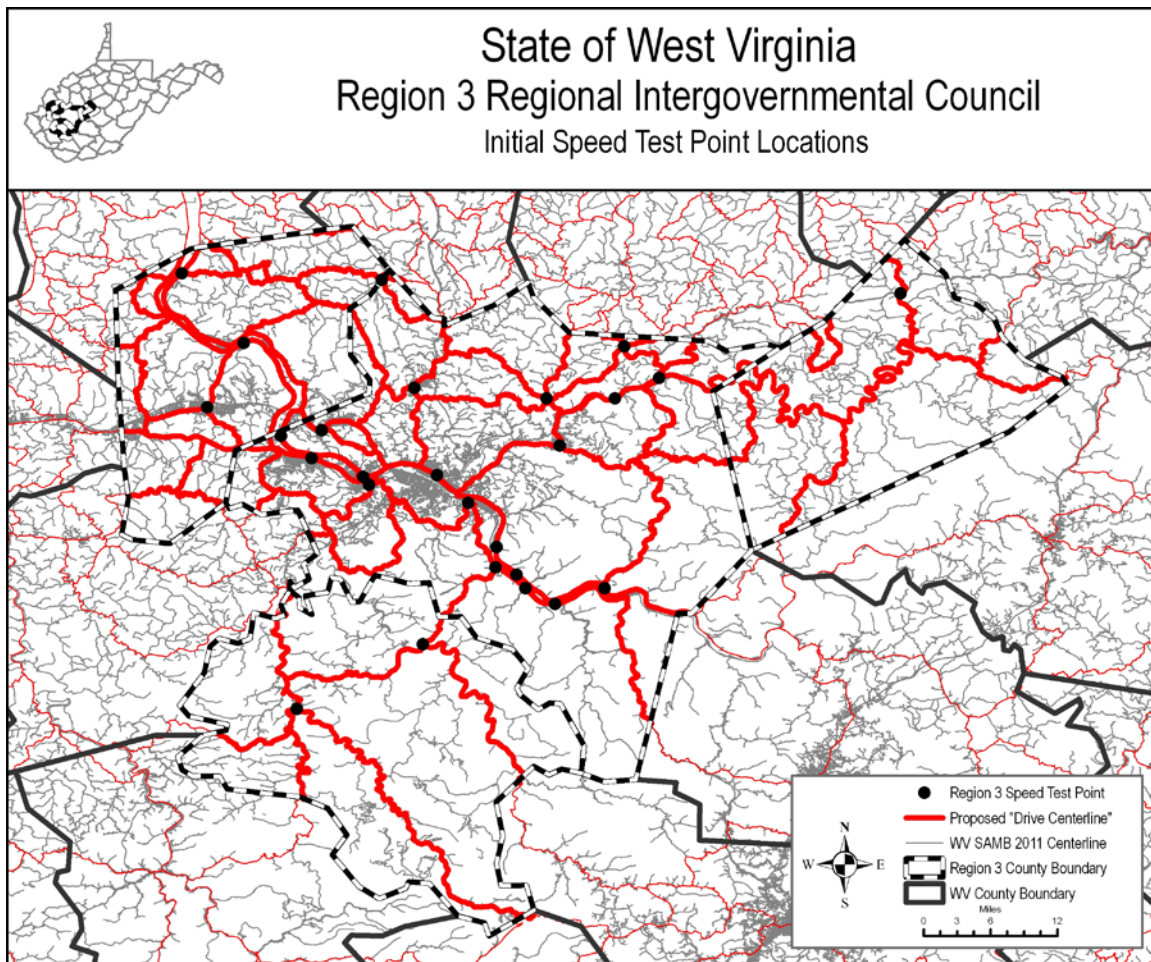 State of West Virginia
Region 3 Regional Intergovernmental Council
Initial Speed Test Point Locations
Region 3 Speed Test Point
Proposed "Drive Centerline"
WV SAMB 2011 Centerline
Region 3 County Boundary
WV County Boundary
N
W E
S
Miles
0 3 6 12